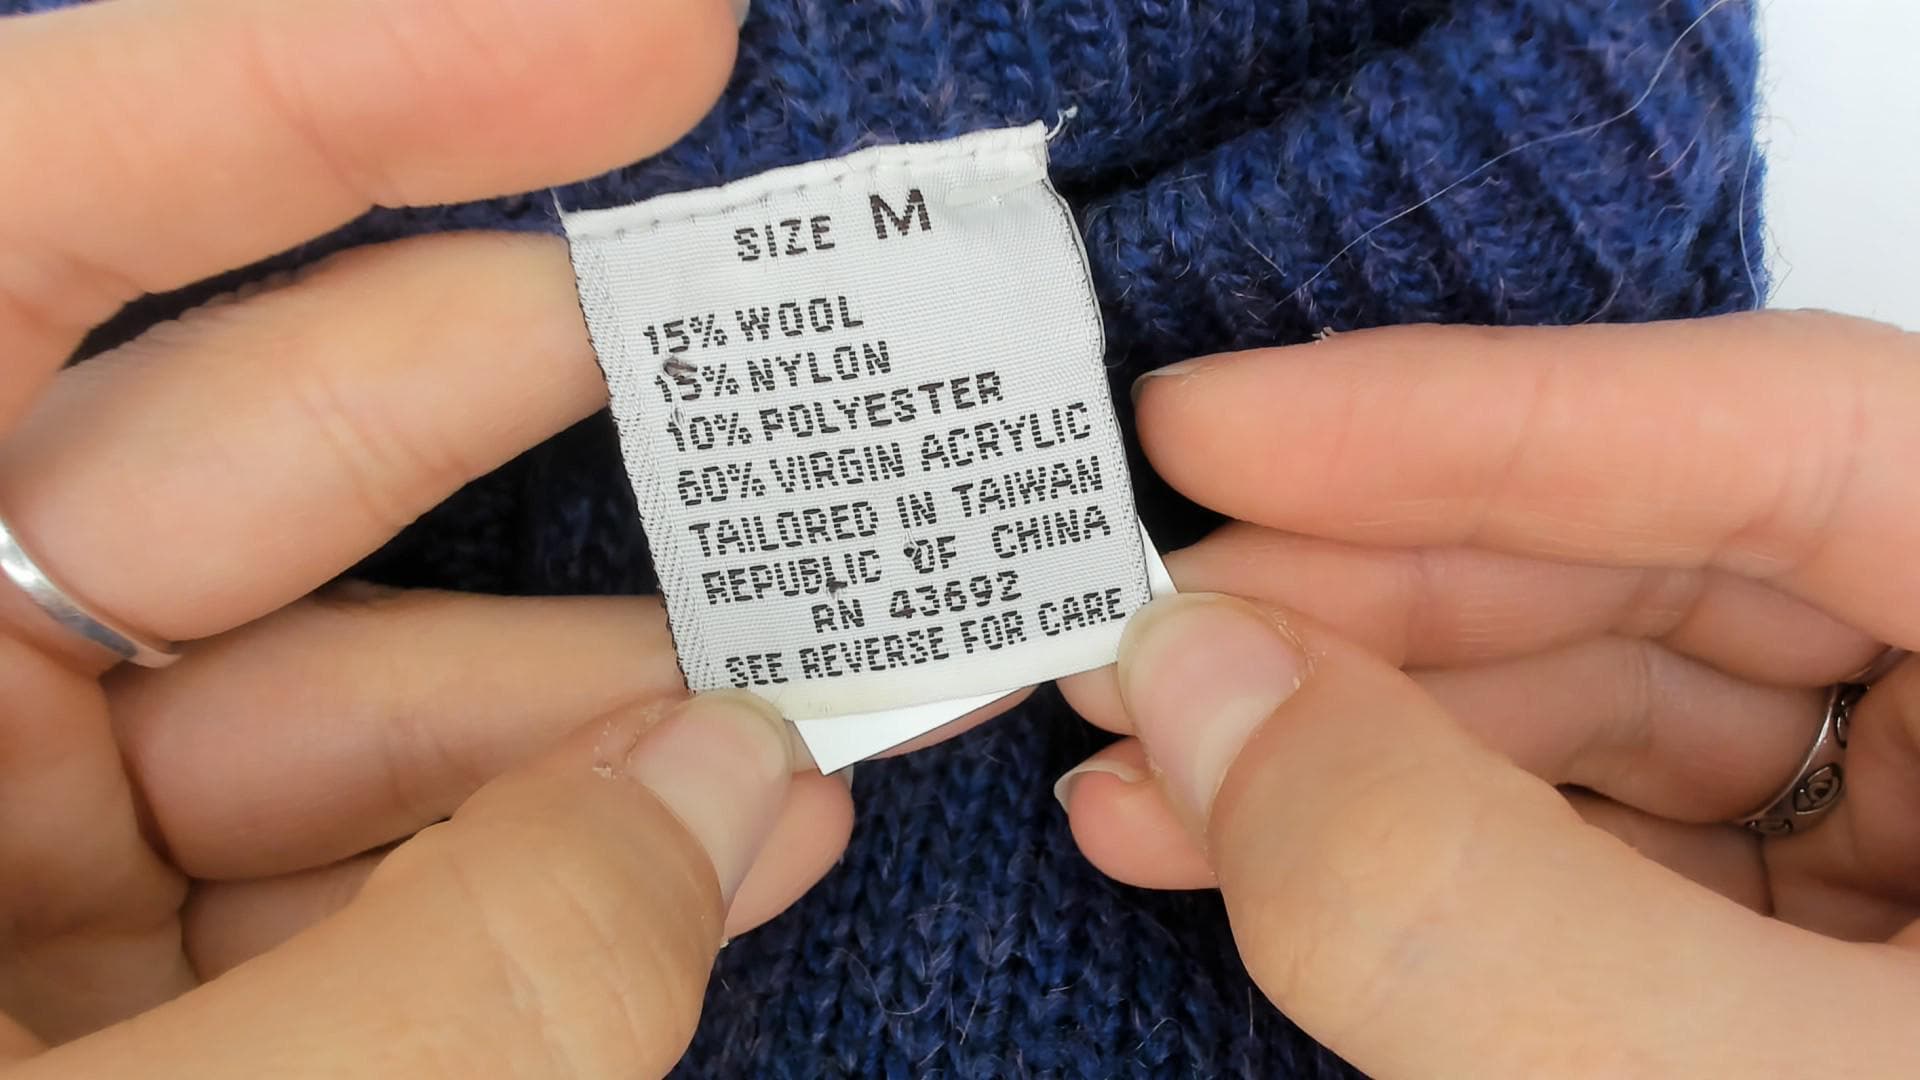 SIZE M
15% WOOL
15% NYLON
10% POLYESTER
60% VIRGIN ACRYLIC
TAILORED IN TAIWAN
REPUBLIC OF CHINA
RN 43692
SEE REVERSE FOR CARE